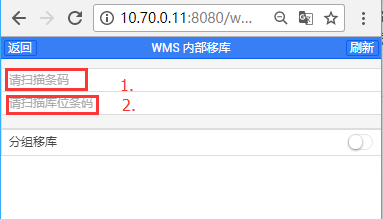 10.70.0.11:8080/w...
返回 WMS 内部移库 刷新
请扫描条码
1.
请扫描库位条码
2.
分组移库